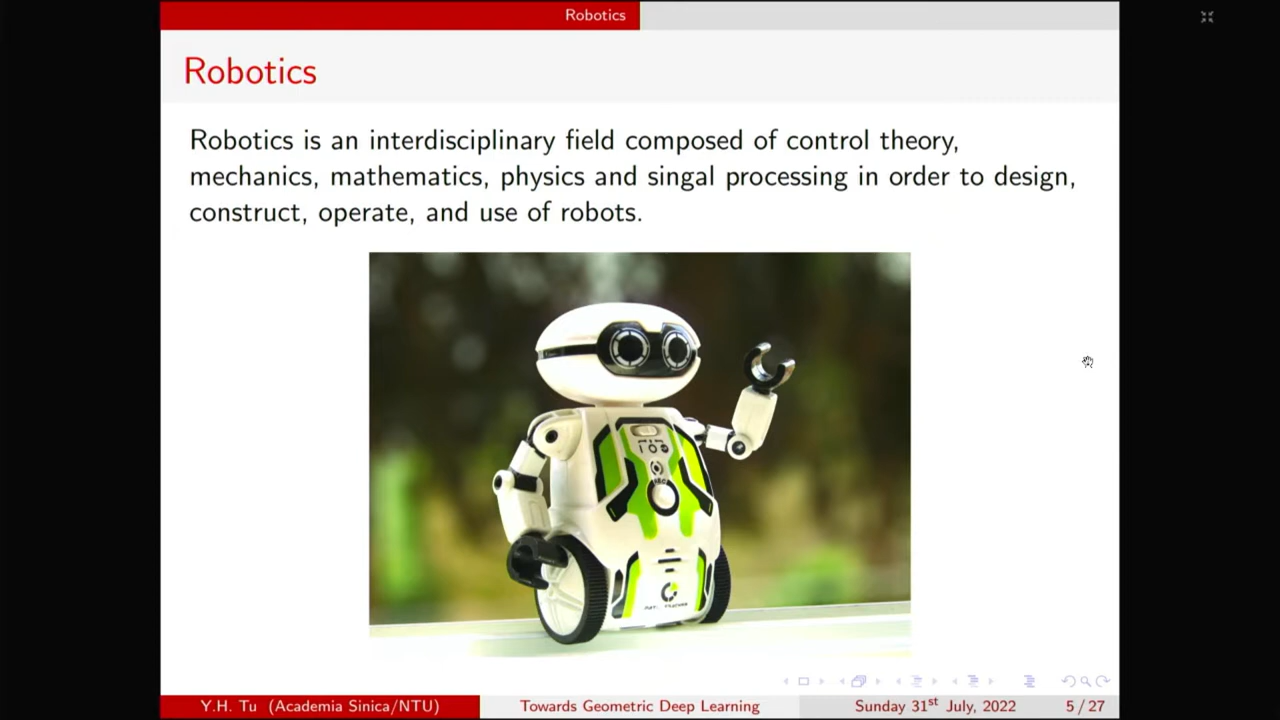 Robotics
Robotics
Robotics is an interdisciplinary field composed of control theory,
mechanics, mathematics, physics and singal processing in order to design,
construct, operate, and use of robots.
Y.H. Tu (Academia Sinica/NTU)
Towards Geometric Deep Learning
Sunday 31st July, 2022
5 / 27